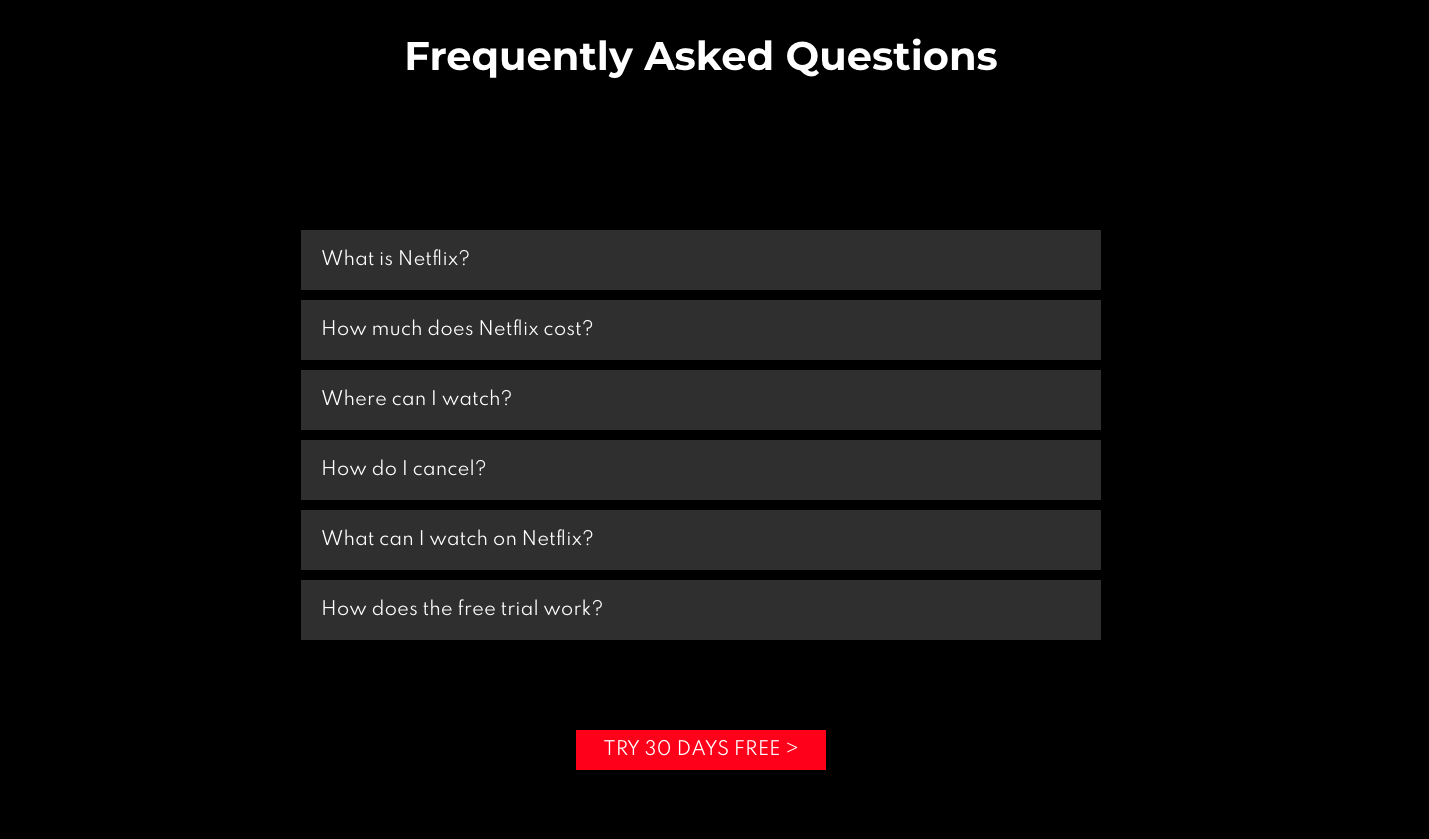 Frequently Asked Questions
What is Netflix?
How much does Netflix cost?
Where can I watch?
How do I cancel?
What can I watch on Netflix?
How does the free trial work?
TRY 30 DAYS FREE >